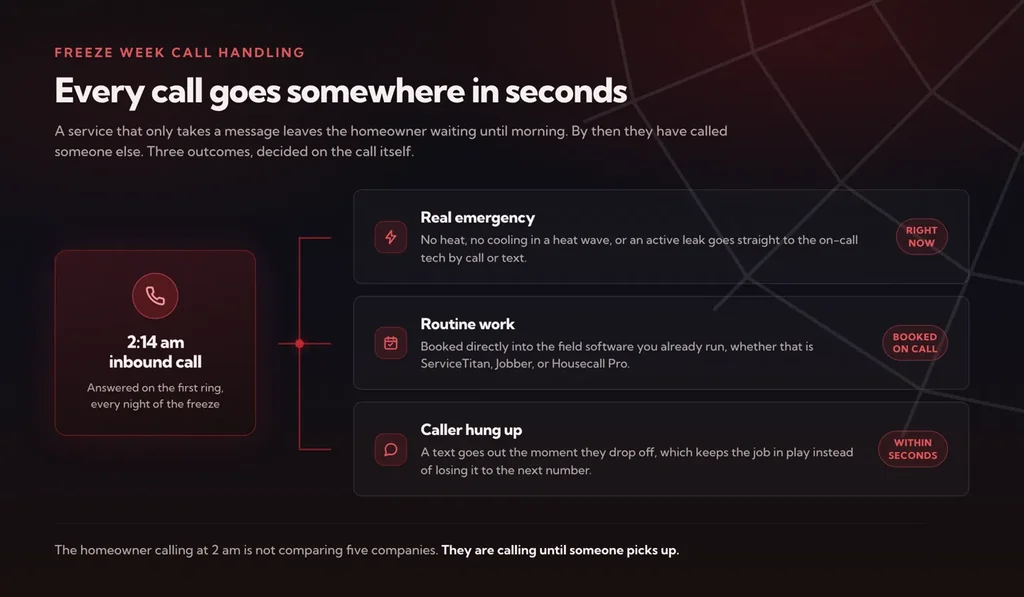 FREEZE WEEK CALL HANDLING
Every call goes somewhere in seconds
A service that only takes a message leaves the homeowner waiting until morning. By then they have called
someone else. Three outcomes, decided on the call itself.
2:14 am
inbound call
Answered on the first ring,
every night of the freeze
Real emergency
No heat, no cooling in a heat wave, or an active leak goes straight to the on-call
tech by call or text.
RIGHT
NOW
Routine work
Booked directly into the field software you already run, whether that is
ServiceTitan, Jobber, or Housecall Pro.
BOOKED
ON CALL
Caller hung up
A text goes out the moment they drop off, which keeps the job in play instead
of losing it to the next number.
WITHIN
SECONDS
The homeowner calling at 2 am is not comparing five companies. They are calling until someone picks up.